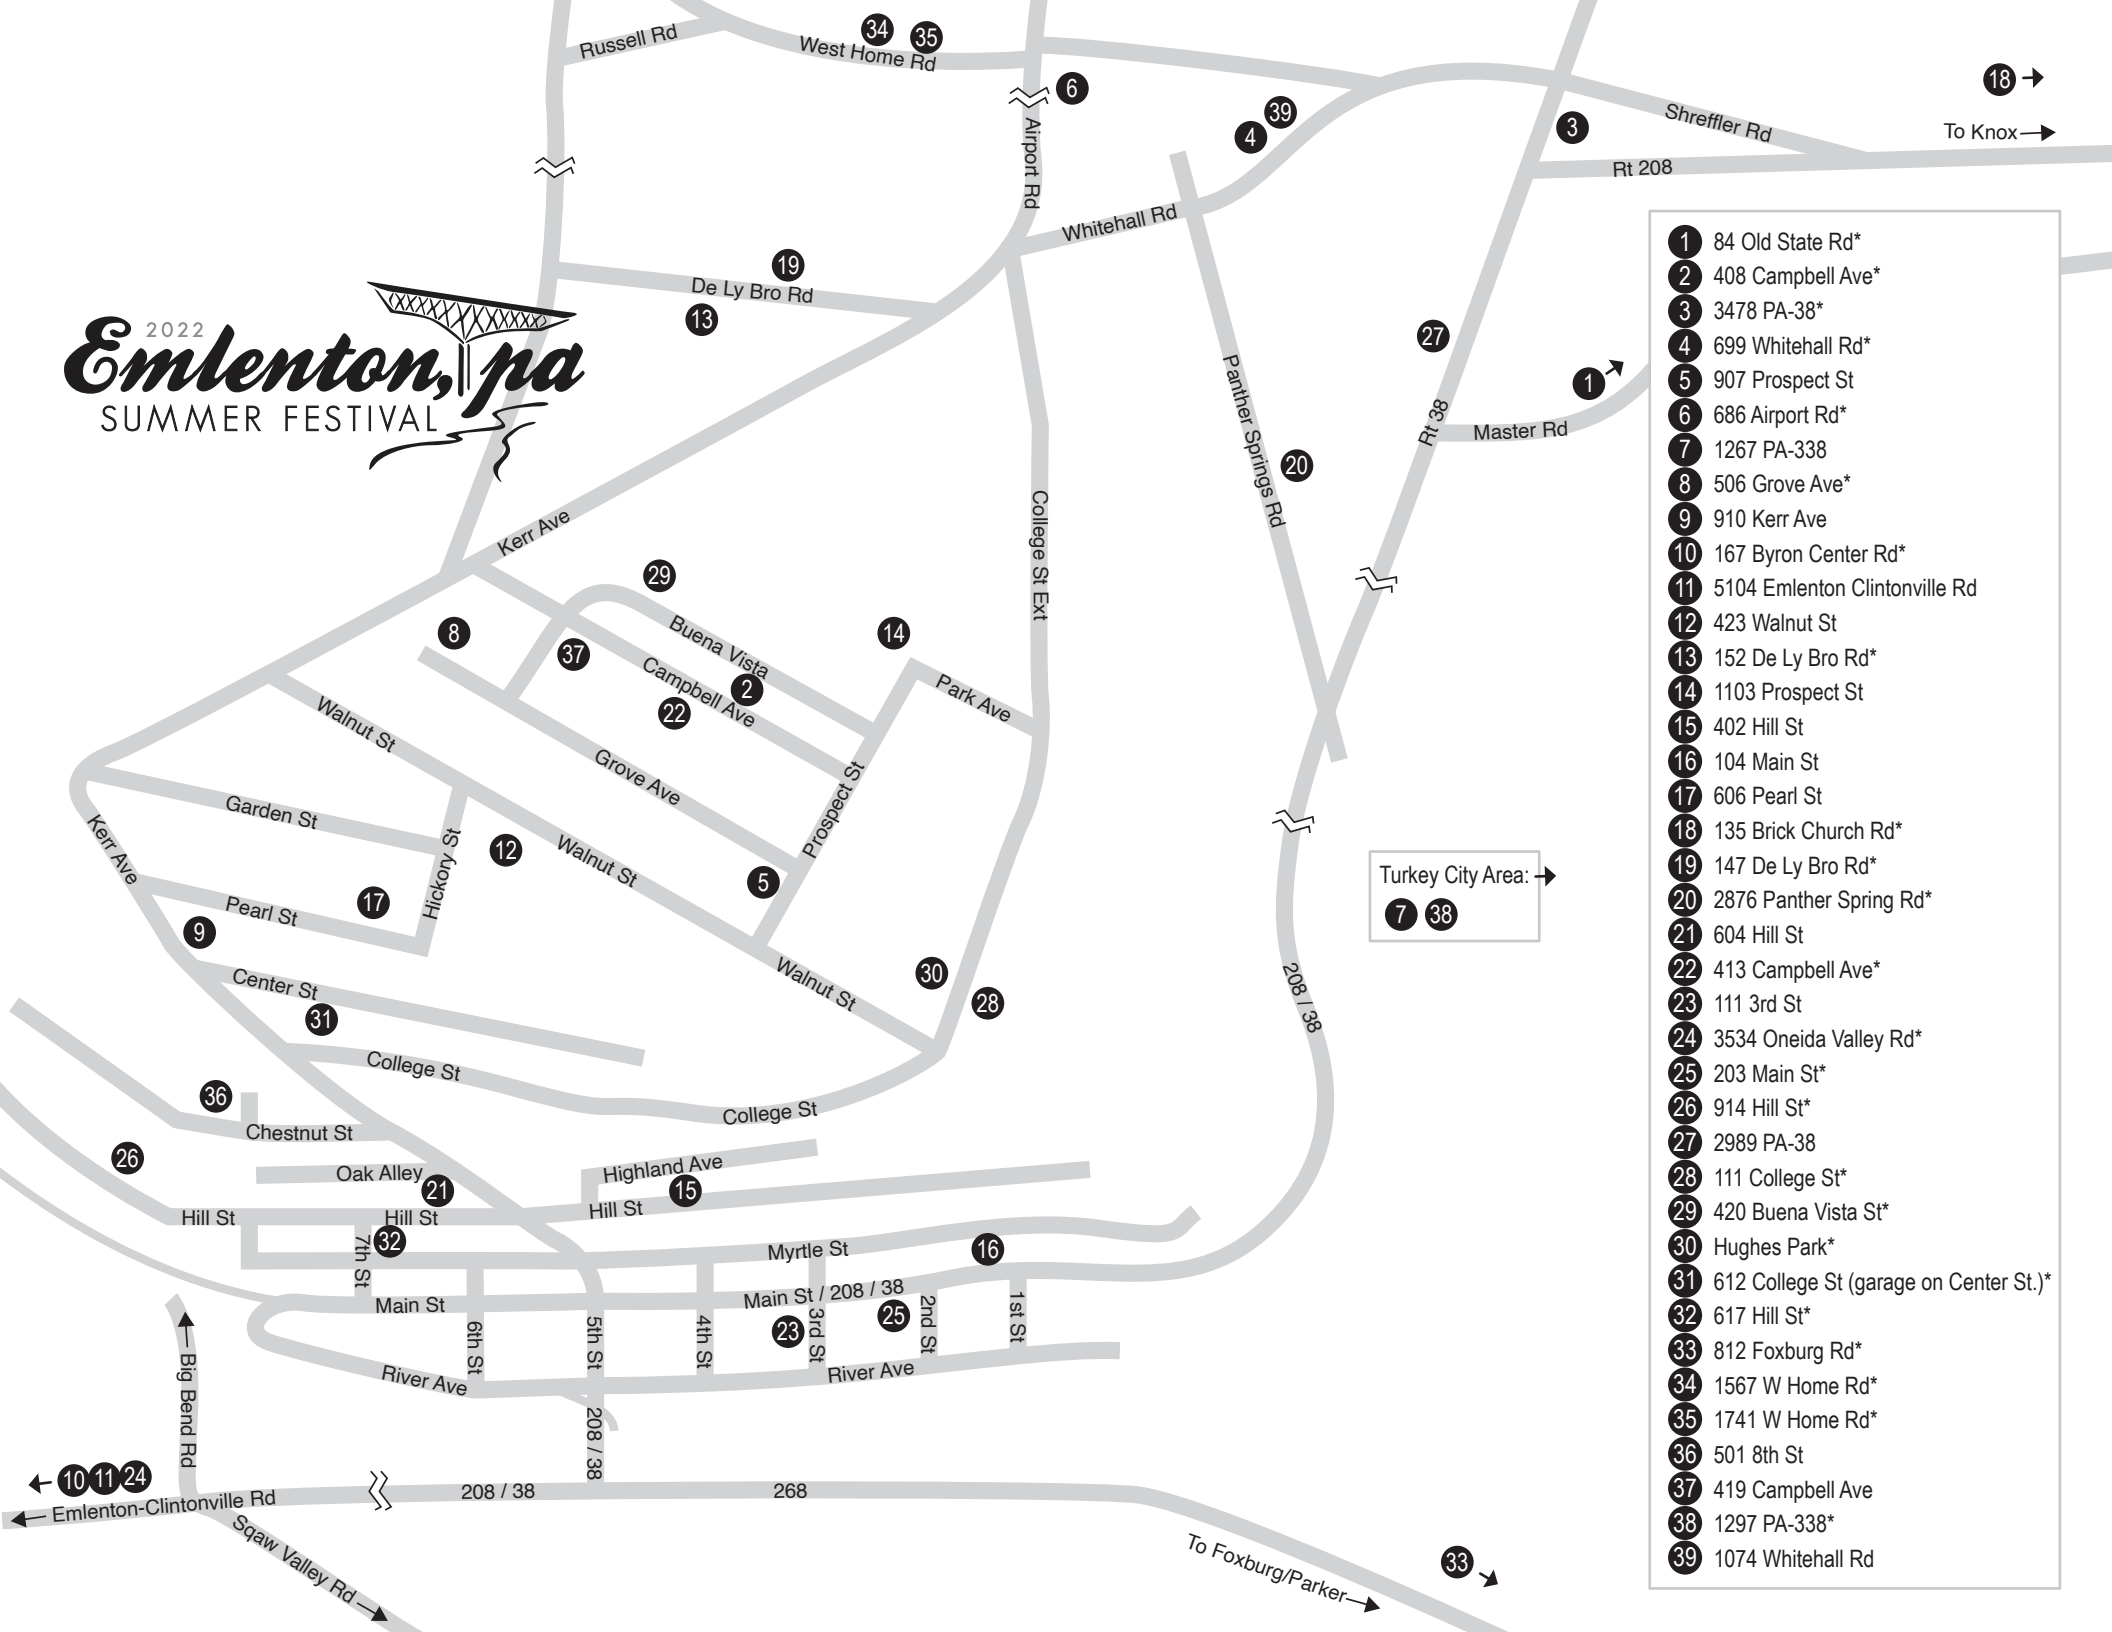 Russell Rd
34
35
West Home Rd
6
Airport Rd
39
4
3
Shreffler Rd
18
To Knox
Rt 208
Whitehall Rd
19
De Ly Bro Rd
13
2022
Emlenton, pa
SUMMER FESTIVAL
27
1
Rt 38
Master Rd
Panther Springs Rd
20
Kerr Ave
College St Ext
29
8
37
Buena Vista
14
Campbell Ave
2
22
Park Ave
Walnut St
Grove Ave
Prospect St
Garden St
Kerr Ave
Hickory St
12
Walnut St
5
17
Pearl St
9
Turkey City Area:
7 38
Center St
31
Walnut St
30
28
208 / 38
College St
College St
36
Chestnut St
26
Oak Alley
21
Highland Ave
15
Hill St
Hill St
Hill St
7th St
32
Myrtle St
16
Main St
Main St / 208 / 38
6th St
5th St
4th St
23
3rd St
25
2nd St
1st St
River Ave
River Ave
Big Bend Rd
208 / 38
10 11 24
Emlenton-Clintonville Rd
208 / 38
268
Sqaw Valley Rd
To Foxburg/Parker
33
1 84 Old State Rd*
2 408 Campbell Ave*
3 3478 PA-38*
4 699 Whitehall Rd*
5 907 Prospect St
6 686 Airport Rd*
7 1267 PA-338
8 506 Grove Ave*
9 910 Kerr Ave
10 167 Byron Center Rd*
11 5104 Emlenton Clintonville Rd
12 423 Walnut St
13 152 De Ly Bro Rd*
14 1103 Prospect St
15 402 Hill St
16 104 Main St
17 606 Pearl St
18 135 Brick Church Rd*
19 147 De Ly Bro Rd*
20 2876 Panther Spring Rd*
21 604 Hill St
22 413 Campbell Ave*
23 111 3rd St
24 3534 Oneida Valley Rd*
25 203 Main St*
26 914 Hill St*
27 2989 PA-38
28 111 College St*
29 420 Buena Vista St*
30 Hughes Park*
31 612 College St (garage on Center St.)*
32 617 Hill St*
33 812 Foxburg Rd*
34 1567 W Home Rd*
35 1741 W Home Rd*
36 501 8th St
37 419 Campbell Ave
38 1297 PA-338*
39 1074 Whitehall Rd